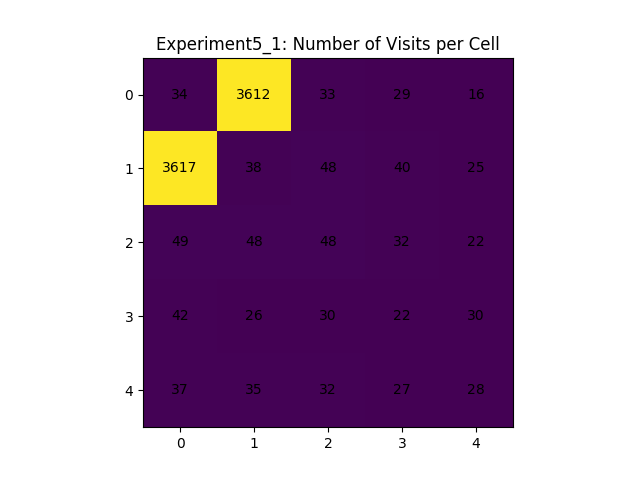 Experiment5_1: Number of Visits per Cell
0 34 3612 33 29 16
1 3617 38 48 40 25
2 49 48 48 32 22
3 42 26 30 22 30
4 37 35 32 27 28
0 1 2 3 4